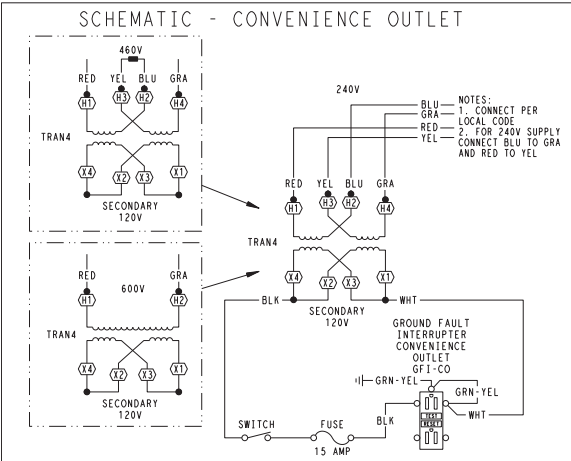 SCHEMATIC - CONVENIENCE OUTLET
460V
RED YEL BLU GRA
H1 H3 H2 H4
TRAN4
X4 X2 X3 X1
SECONDARY
120V
RED GRA
600V
H1 H2
TRAN4
X4 X2 X3 X1
SECONDARY
120V
240V
BLU
GRA
RED
YEL
NOTES:
1. CONNECT PER
LOCAL CODE
2. FOR 240V SUPPLY
CONNECT BLU TO GRA
AND RED TO YEL
RED YEL BLU GRA
H1 H3 H2 H4
TRAN4
X4 X2 X3 X1
BLK WHT
SECONDARY
120V
GROUND FAULT
INTERRUPTER
CONVENIENCE
OUTLET
GFI-CO
GRN-YEL
GRN-YEL
WHT
BLK
TEST
RESET
SWITCH FUSE
15 AMP